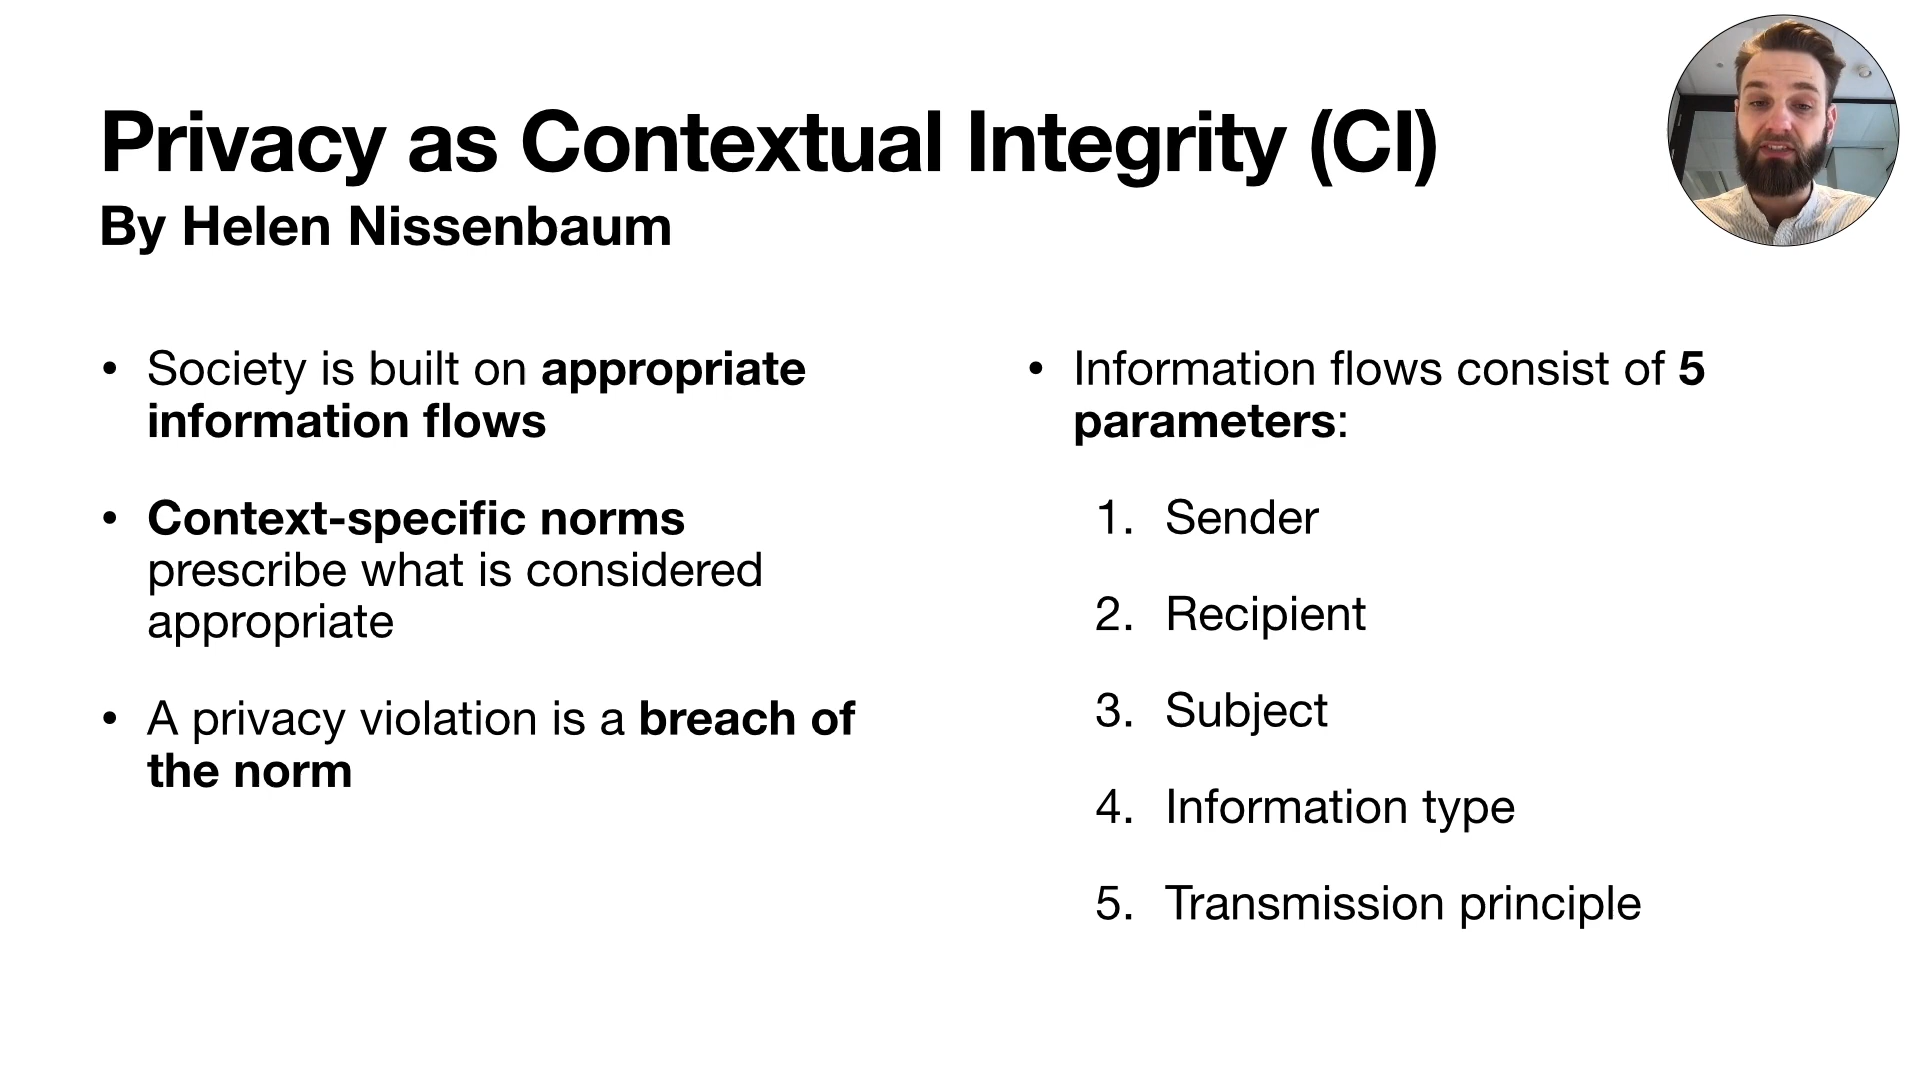 Privacy as Contextual Integrity (CI)
By Helen Nissenbaum
• Society is built on appropriate
information flows
• Context-specific norms
prescribe what is considered
appropriate
• A privacy violation is a breach of
the norm
• Information flows consist of 5
parameters:
1. Sender
2. Recipient
3. Subject
4. Information type
5. Transmission principle